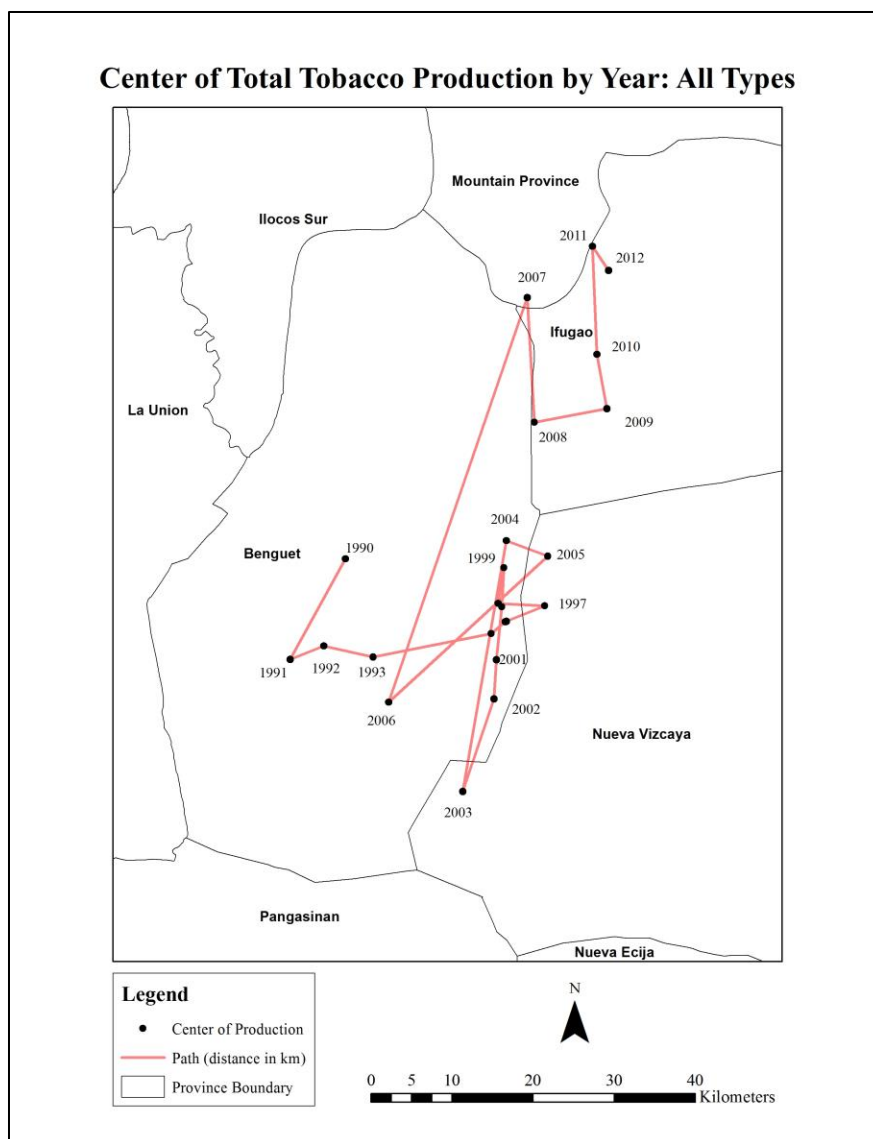 Center of Total Tobacco Production by Year: All Types
Mountain Province
Ilocos Sur
2011
2012
2007
Ifugao
2010
La Union
2009
2008
2004
1990
Benguet
1999
2005
1997
1991
1992
1993
2001
2002
2006
Nueva Vizcaya
2003
Pangasinan
Nueva Ecija
Legend
Center of Production
Path (distance in km)
Province Boundary
N
0 5 10 20 30 40
Kilometers